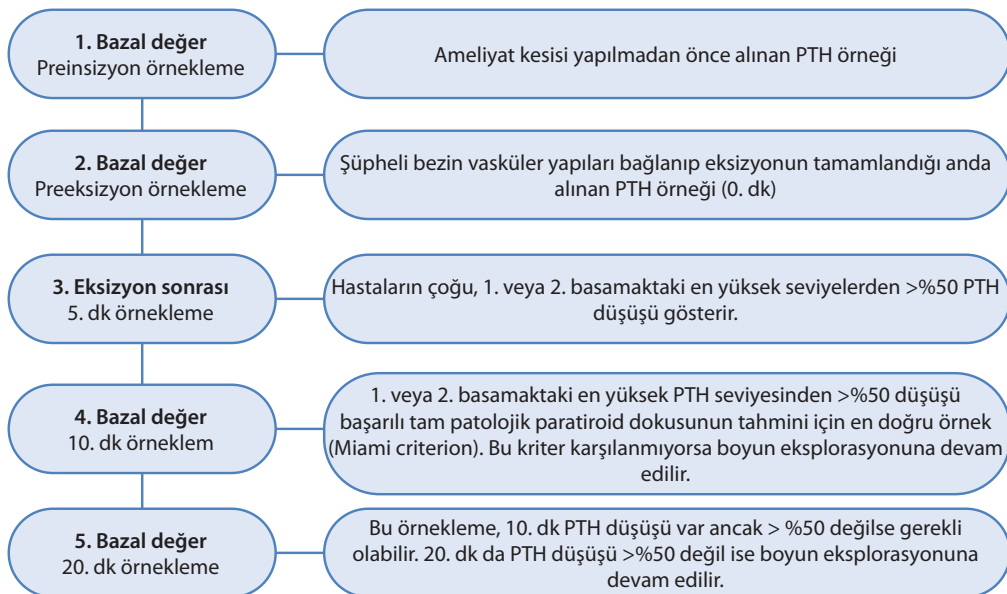 1. Bazal değer
Preinsizyon örnekleme
Ameliyat kesisi yapılmadan önce alınan PTH örneği
2. Bazal değer
Preeksizyon örnekleme
Şüpheli bezin vasküler yapıları bağlanıp eksizyonun tamamlandığı anda
alınan PTH örneği (0. dk)
3. Eksizyon sonrası
5. dk örnekleme
Hastaların çoğu, 1. veya 2. basamaktaki en yüksek seviyelerden >%50 PTH
düşüşü gösterir.
4. Bazal değer
10. dk örneklem
1. veya 2. basamaktaki en yüksek PTH seviyesinden >%50 düşüşü
başarılı tam patolojik paratiroid dokusunun tahmini için en doğru örnek
(Miami criterion). Bu kriter karşılanmıyorsa boyun eksplorasyonuna devam
edilir.
5. Bazal değer
20. dk örnekleme
Bu örnekleme, 10. dk PTH düşüşü var ancak > %50 değilse gerekli
olabilir. 20. dk da PTH düşüşü >%50 değil ise boyun eksplorasyonuna
devam edilir.